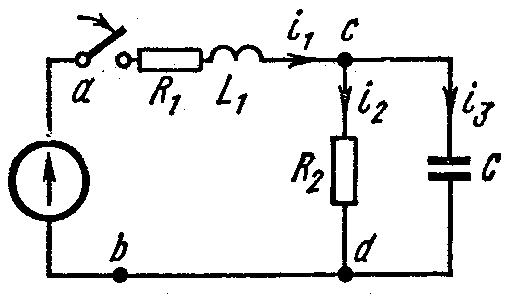 i₁ c
a R₁ L₁ i₂ i₃
R₂ C
b d